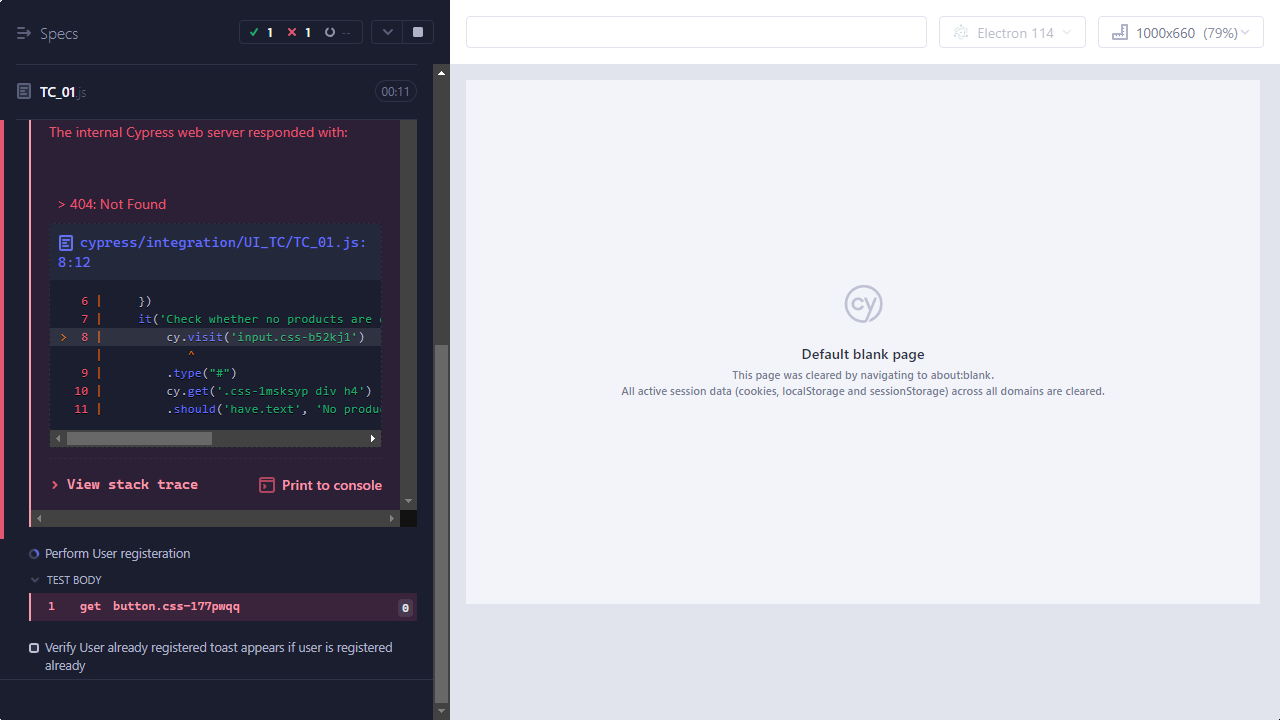 Specs
1
1
--
Electron 114
1000x660 (79%)
TC_01.js
00:11
The internal Cypress web server responded with:
> 404: Not Found
cypress/integration/UI_TC/TC_01.js:
8:12
6 | })
7 | it('Check whether no products are
> 8 | cy.visit('input.css-b52kj1')
| ^
9 | .type("#")
10 | cy.get('.css-1msksyp div h4')
11 | .should('have.text', 'No produ
View stack trace
Print to console
Perform User registeration
TEST BODY
1 get button.css-177pwqq 0
Verify User already registered toast appears if user is registered
already
cy
Default blank page
This page was cleared by navigating to about:blank.
All active session data (cookies, localStorage and sessionStorage) across all domains are cleared.